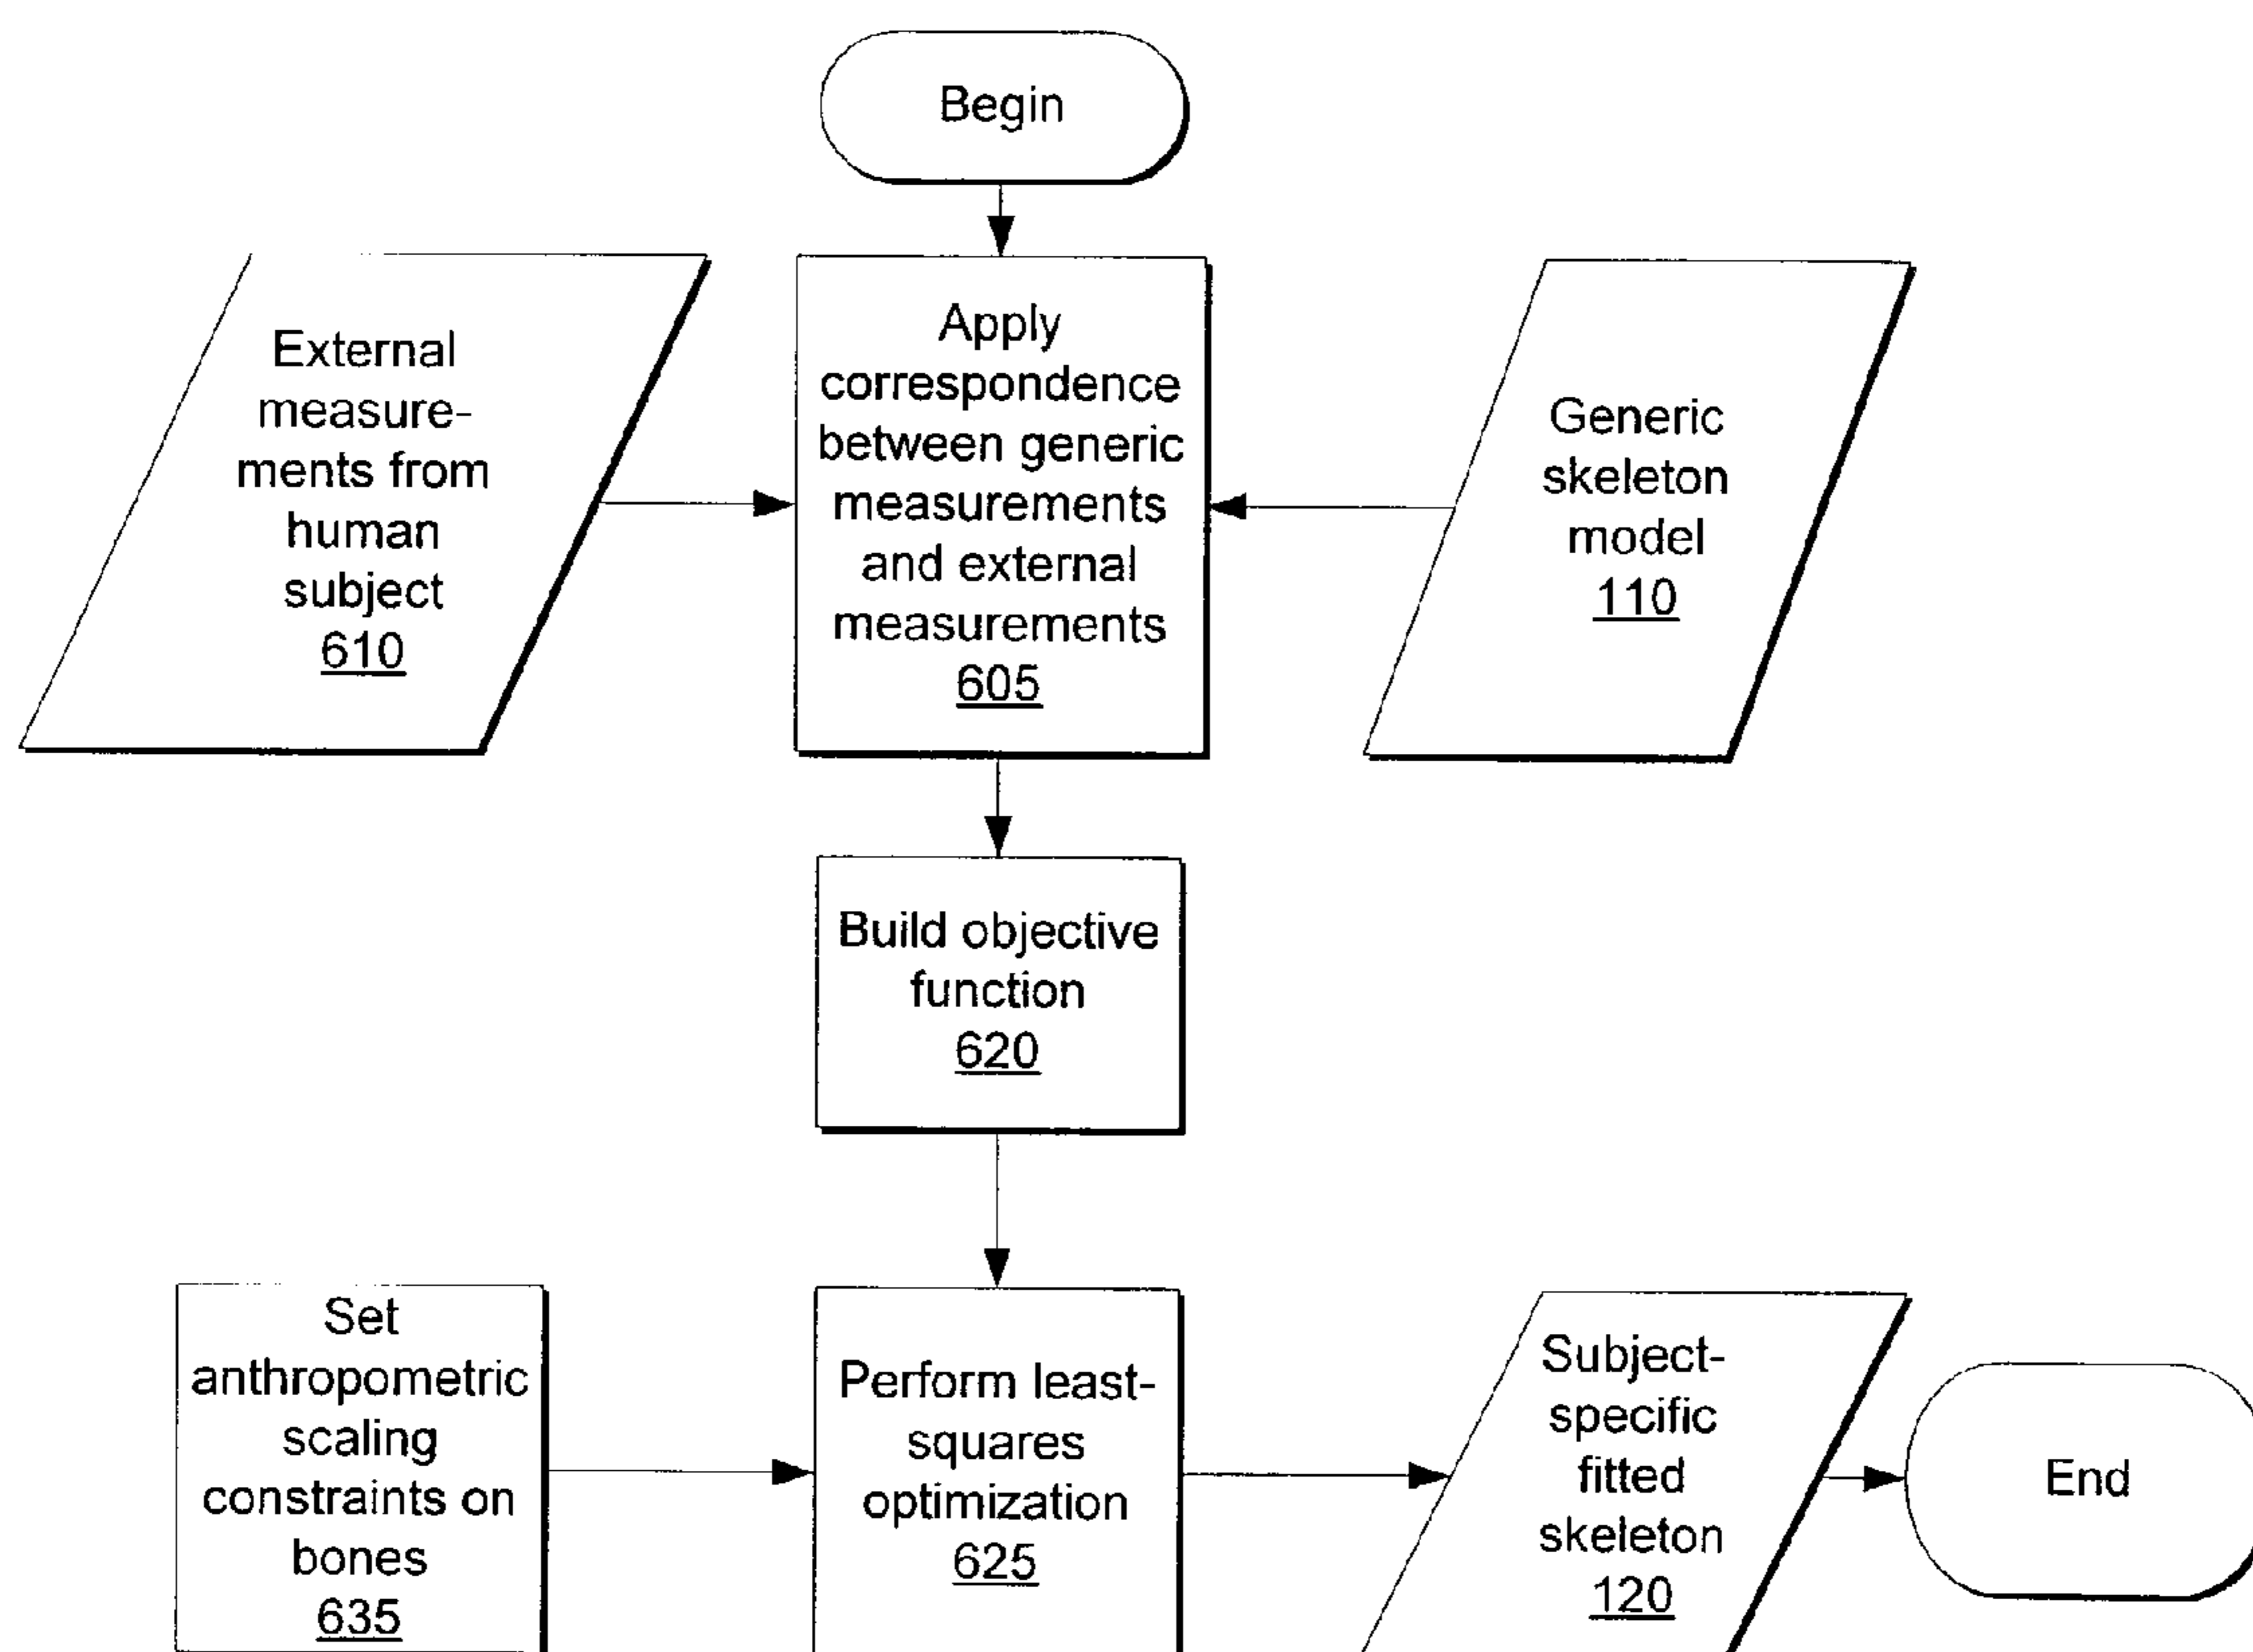 Begin
External
measure-
ments from
human
subject
610
Apply
correspondence
between generic
measurements
and external
measurements
605
Generic
skeleton
model
110
Build objective
function
620
Set
anthropometric
scaling
constraints on
bones
635
Perform least-
squares
optimization
625
Subject-
specific
fitted
skeleton
120
End